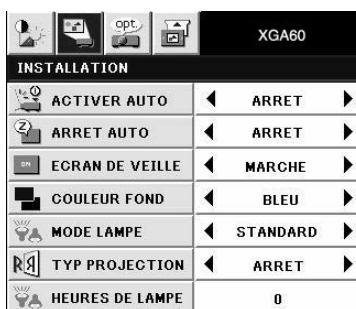 opt.
XGA60
INSTALLATION
ACTIVER AUTO ARRET
ARRET AUTO ARRET
ON ECRAN DE VEILLE MARCHE
COULEUR FOND BLEU
MODE LAMPE STANDARD
TYP PROJECTION ARRET
HEURES DE LAMPE 0